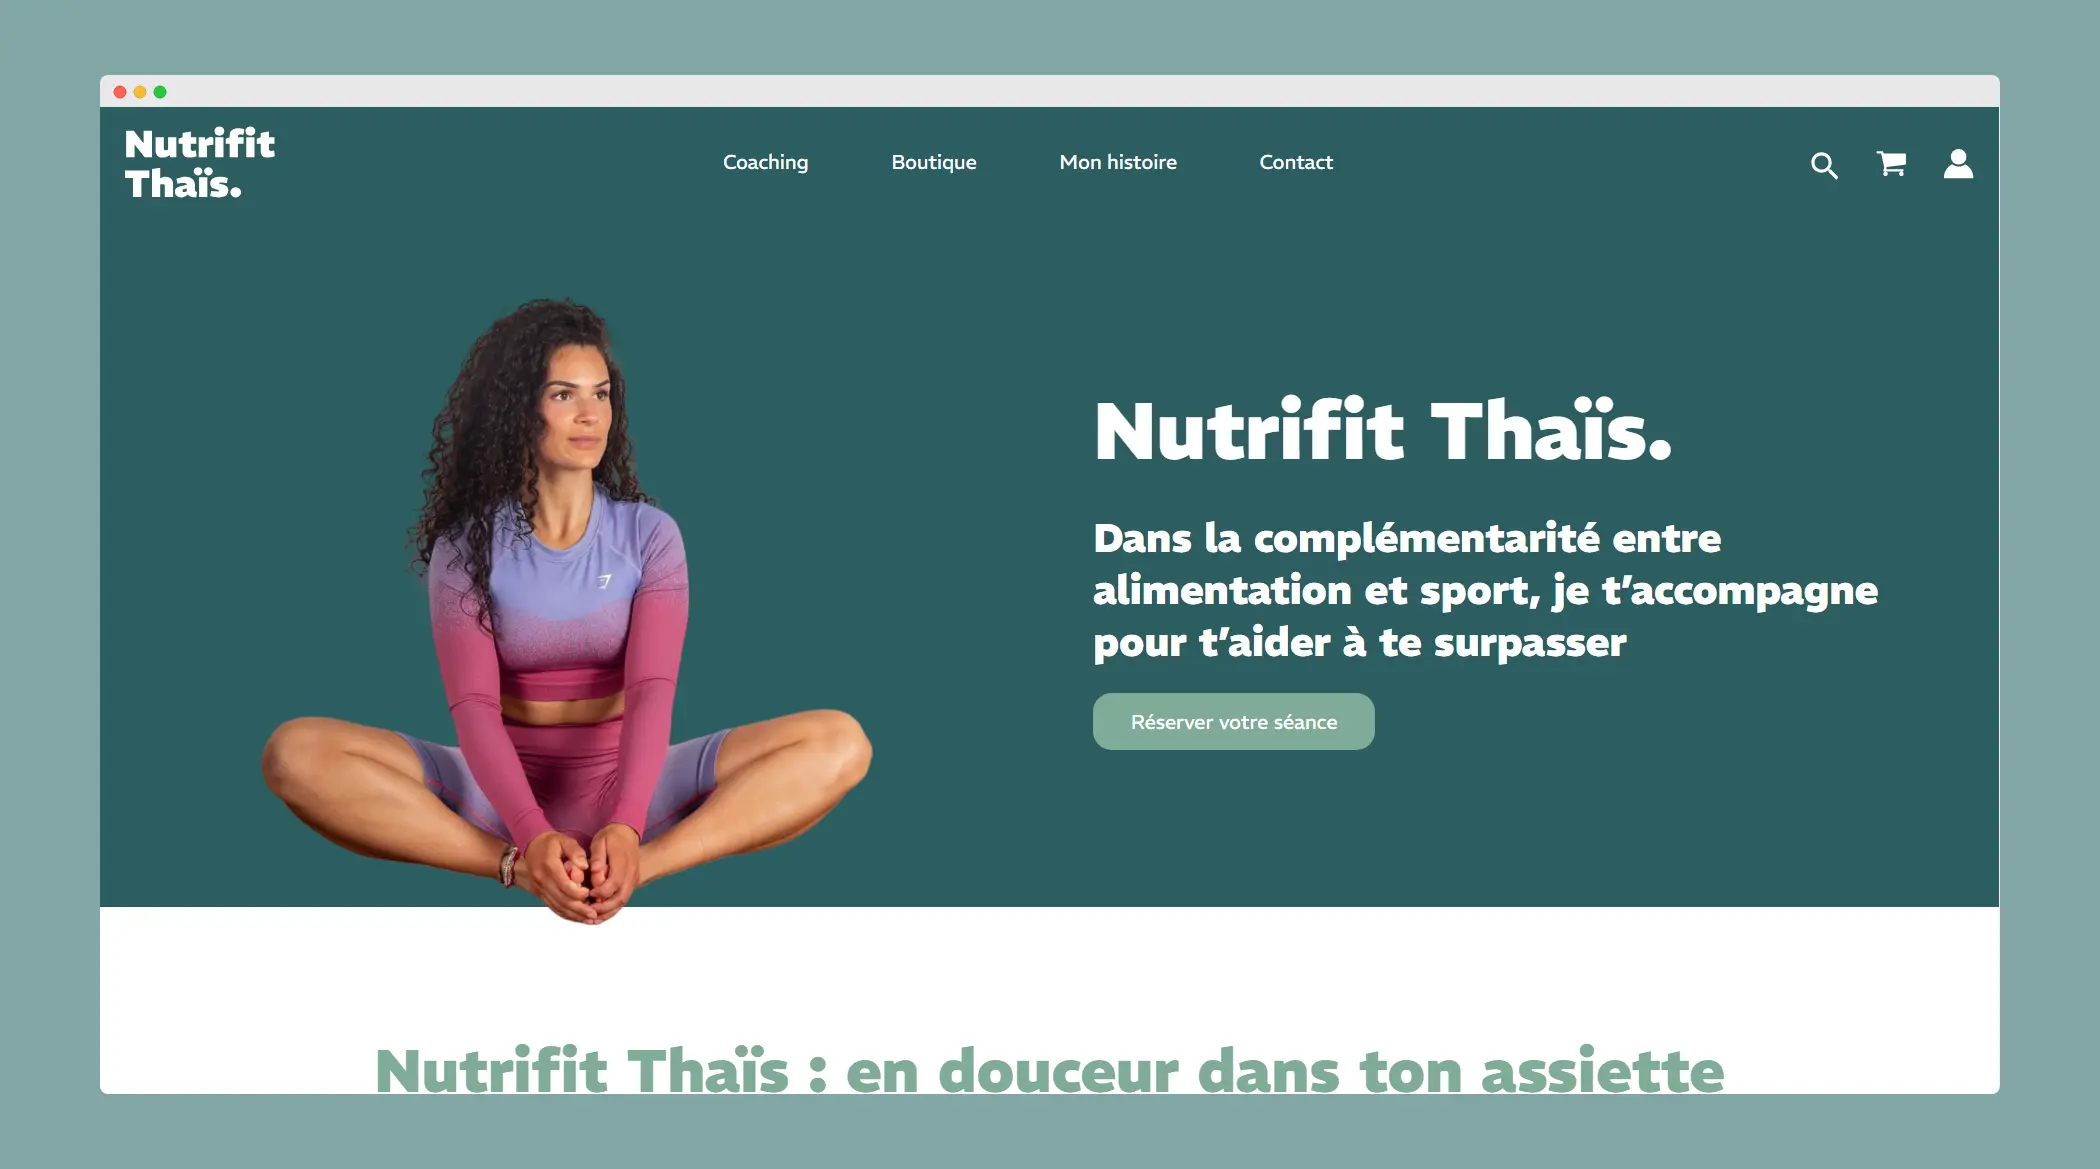 Nutrifit
Thaïs.
Coaching
Boutique
Mon histoire
Contact
Nutrifit Thaïs.
Dans la complémentarité entre
alimentation et sport, je t’accompagne
pour t’aider à te surpasser
Réserver votre séance
Nutrifit Thaïs : en douceur dans ton assiette